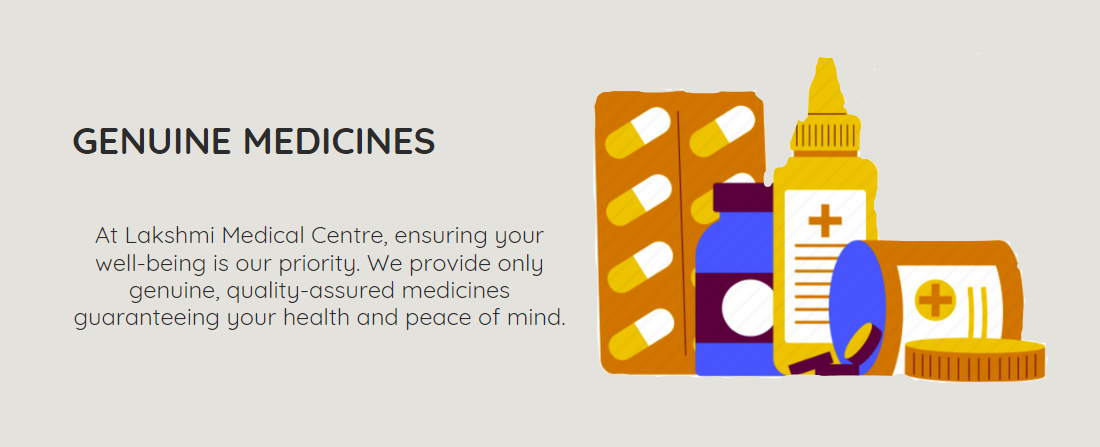 GENUINE MEDICINES
At Lakshmi Medical Centre, ensuring your
well-being is our priority. We provide only
genuine, quality-assured medicines
guaranteeing your health and peace of mind.